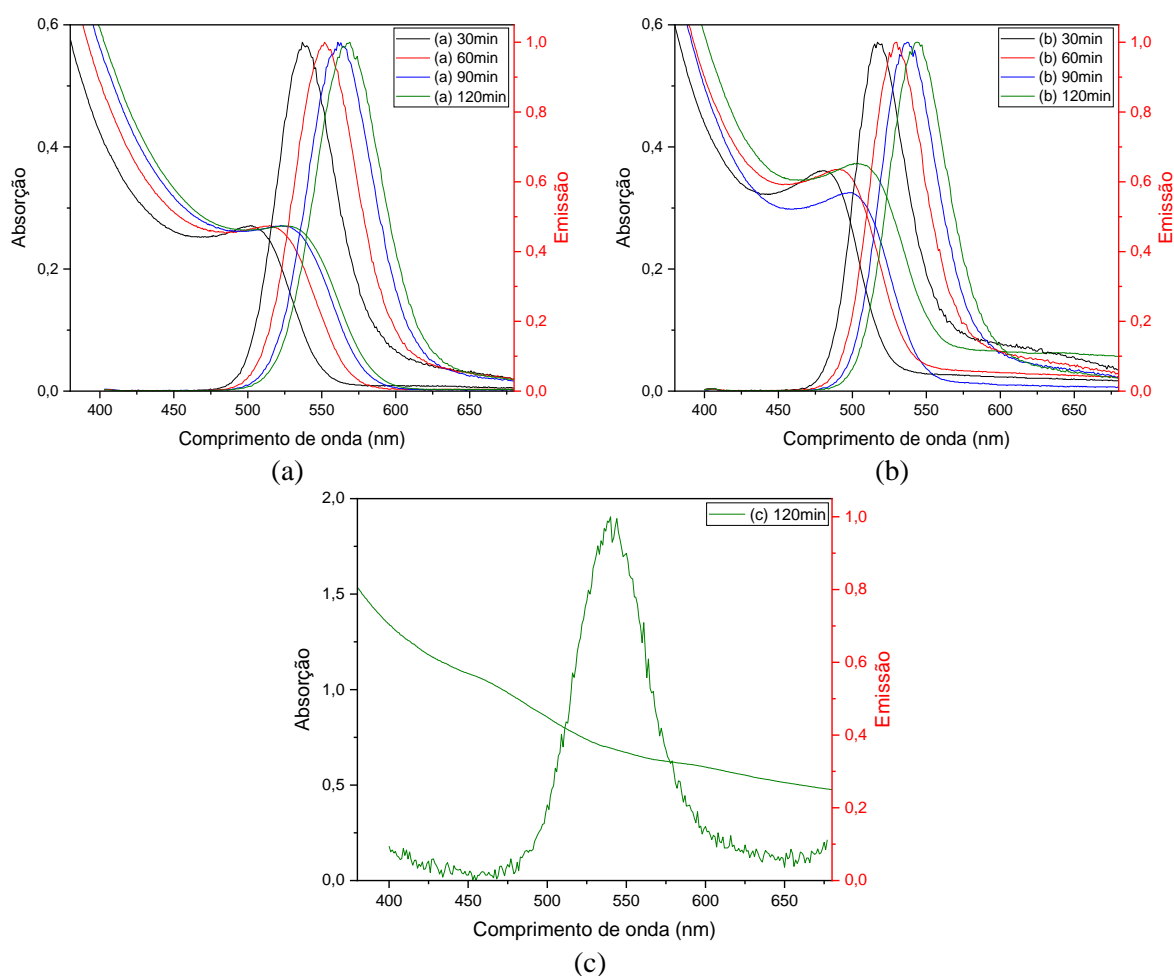 0,6
0,4
0,2
0,0
Absorção
(a) 30min
(a) 60min
(a) 90min
(a) 120min
1,0
0,8
0,6
0,4
0,2
0,0
Emissão
400 450 500 550 600 650
Comprimento de onda (nm)
(a)
0,6
0,4
0,2
0,0
Absorção
(b) 30min
(b) 60min
(b) 90min
(b) 120min
1,0
0,8
0,6
0,4
0,2
0,0
Emissão
400 450 500 550 600 650
Comprimento de onda (nm)
(b)
2,0
1,5
1,0
0,5
0,0
Absorção
(c) 120min
1,0
0,8
0,6
0,4
0,2
0,0
Emissão
400 450 500 550 600 650
Comprimento de onda (nm)
(c)